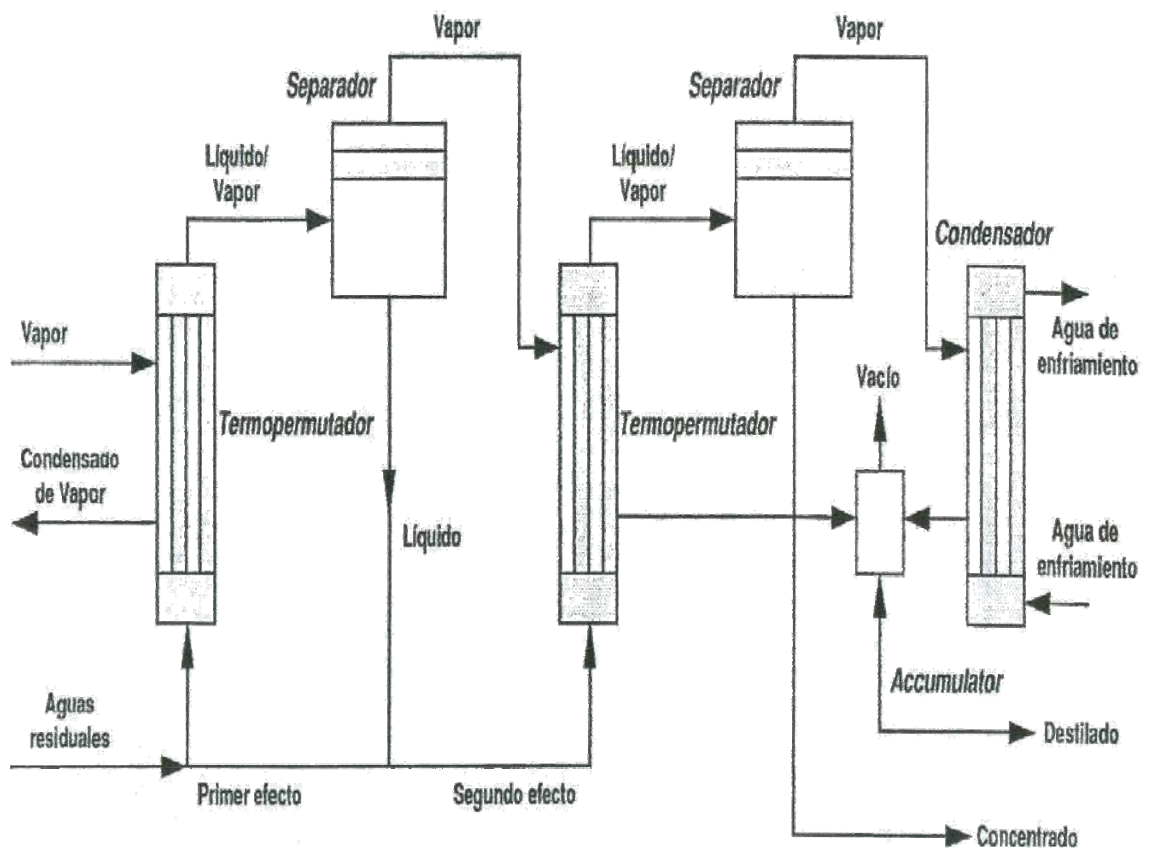 Vapor
Vapor
Separador
Separador
Líquido/
Vapor
Líquido/
Vapor
Condensador
Vapor
Agua de
enfriamiento
Vacío
Termopermutador
Termopermutador
Condensado
de Vapor
Líquido
Agua de
enfriamiento
Aguas
residuales
Accumulator
Destilado
Primer efecto
Segundo efecto
Concentrado